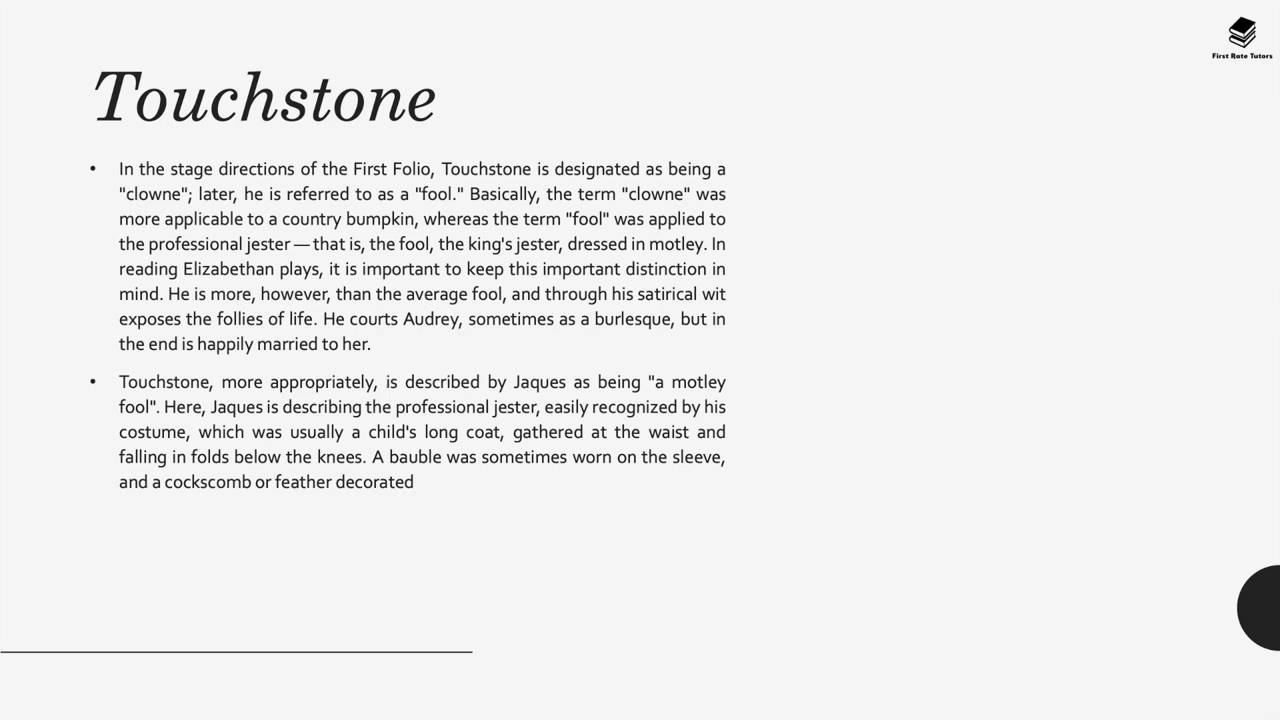 First Rate Tutors
Touchstone
• In the stage directions of the First Folio, Touchstone is designated as being a
"clowne"; later, he is referred to as a "fool." Basically, the term "clowne" was
more applicable to a country bumpkin, whereas the term "fool" was applied to
the professional jester — that is, the fool, the king's jester, dressed in motley. In
reading Elizabethan plays, it is important to keep this important distinction in
mind. He is more, however, than the average fool, and through his satirical wit
exposes the follies of life. He courts Audrey, sometimes as a burlesque, but in
the end is happily married to her.
• Touchstone, more appropriately, is described by Jaques as being "a motley
fool". Here, Jaques is describing the professional jester, easily recognized by his
costume, which was usually a child's long coat, gathered at the waist and
falling in folds below the knees. A bauble was sometimes worn on the sleeve,
and a cockscomb or feather decorated